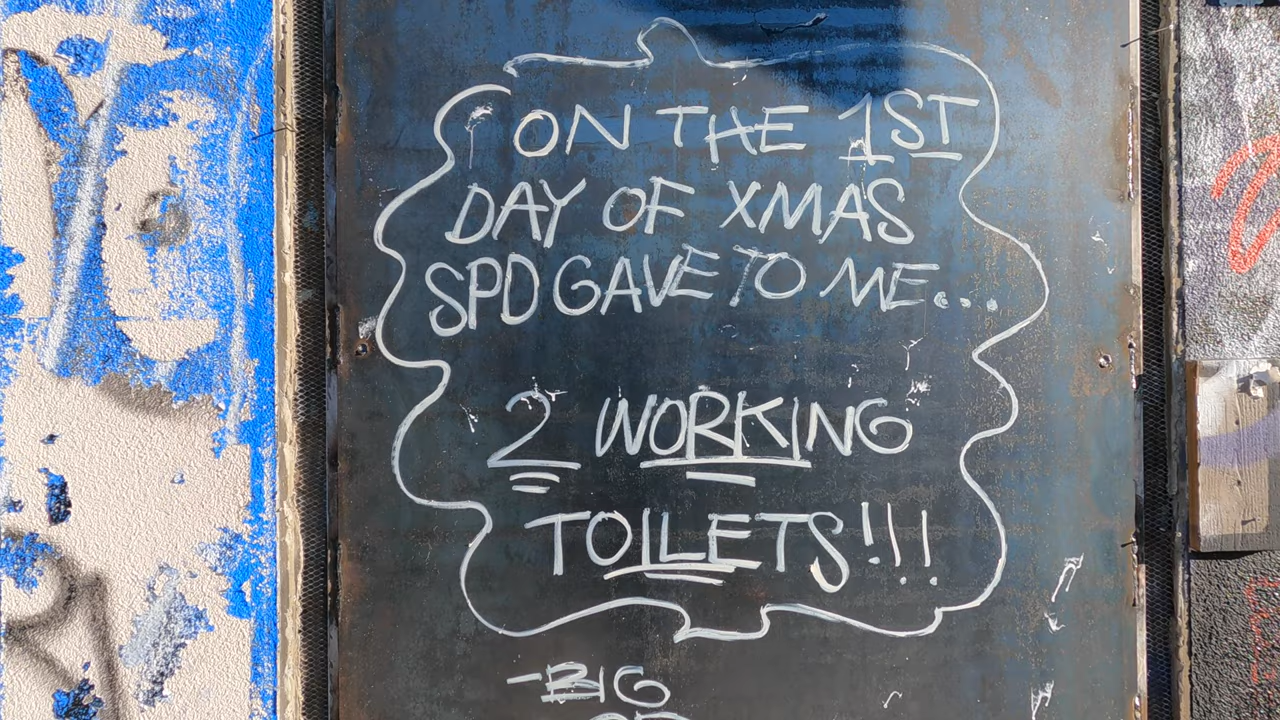 ON THE 1ST
DAY OF XMAS
SPD GAVE TO ME...
2 WORKING
TOILETS!!!
-BIG